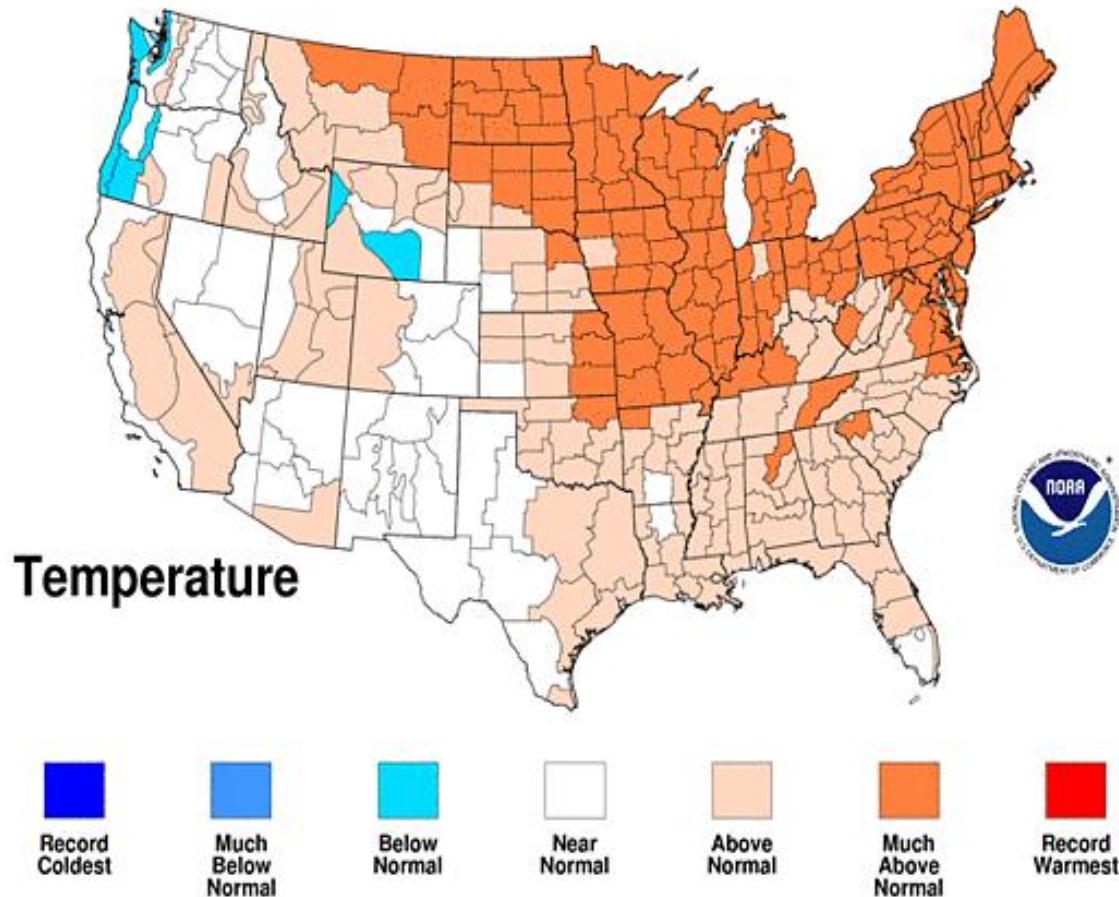 NOAA
Temperature
Record
Coldest
Much
Below
Normal
Below
Normal
Near
Normal
Above
Normal
Much
Above
Normal
Record
Warmest